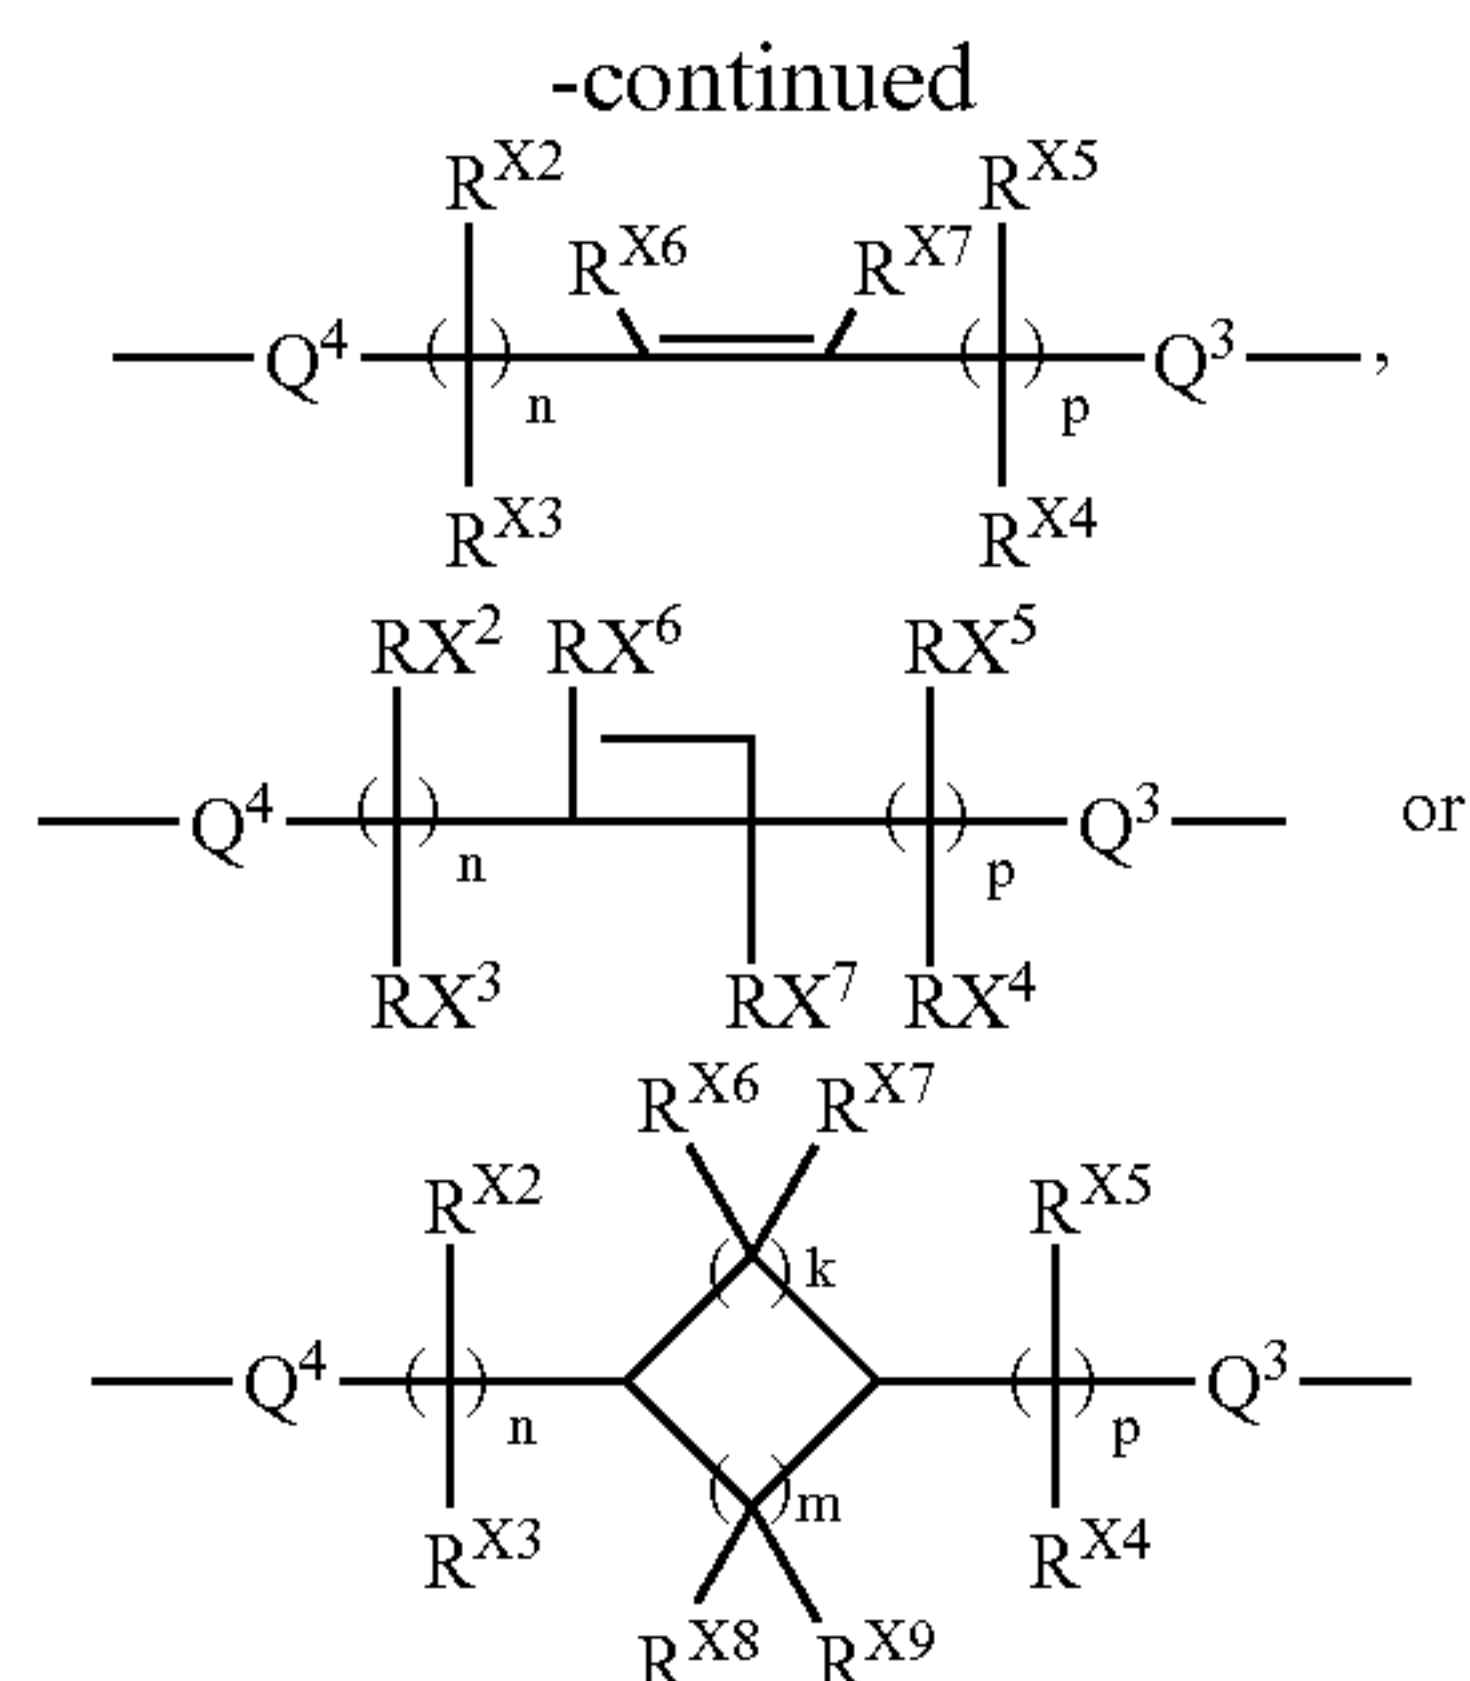 -continued
R^X2 R^X5
R^X6 R^X7
Q^4 ( )n ( )p Q^3 ,
R^X3 R^X4
RX^2 RX^6 RX^5
Q^4 ( )n ( )p Q^3 or
RX^3 RX^7 RX^4
R^X6 R^X7
R^X2 R^X5
( )k
Q^4 ( )n ( )p Q^3
( )m
R^X3 R^X4
R^X8 R^X9